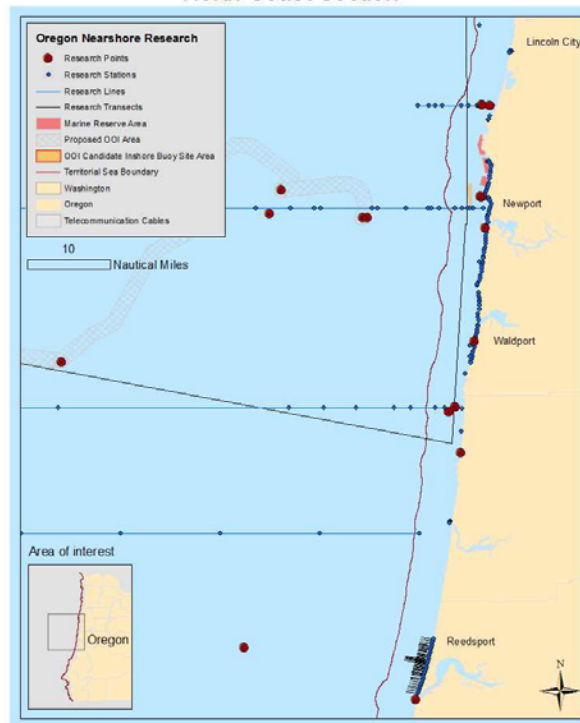 Oregon Nearshore Research
Research Points
Research Stations
Research Lines
Research Transects
Marine Reserve Area
Proposed OOI Area
OOI Candidate Inshore Buoy Site Area
Territorial Sea Boundary
Washington
Oregon
Telecommunication Cables
10
Nautical Miles
Lincoln City
Newport
Waldport
Reedsport
Area of interest
Oregon
N